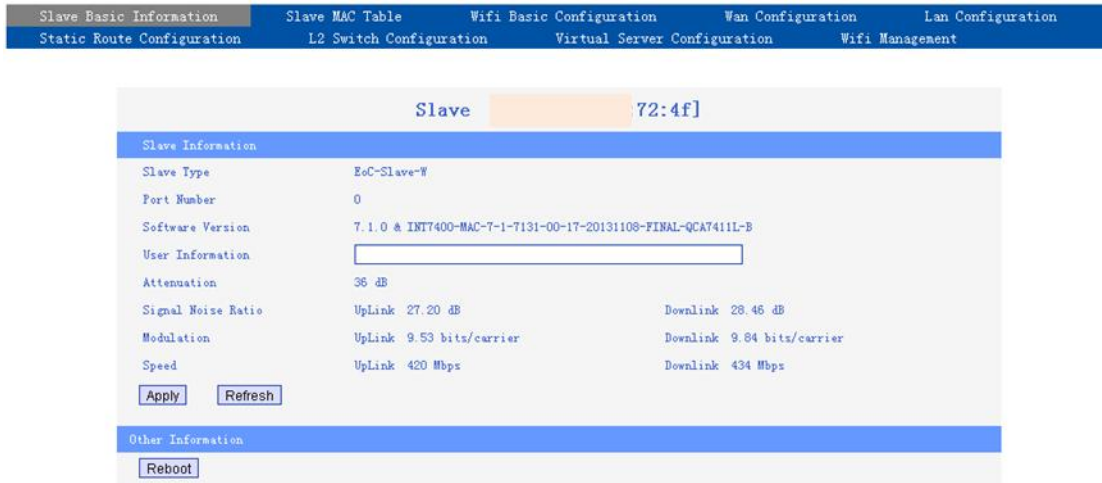 Slave Basic Information Slave MAC Table Wifi Basic Configuration Wan Configuration Lan Configuration
Static Route Configuration L2 Switch Configuration Virtual Server Configuration Wifi Management
Slave :72:4f]
Slave Information
Slave Type EoC-Slave-W
Port Number 0
Software Version 7.1.0 & INT7400-MAC-7-1-7131-00-17-20131108-FINAL-QCA7411L-B
User Information
Attenuation 36 dB
Signal Noise Ratio UpLink 27.20 dB Downlink 28.46 dB
Modulation UpLink 9.53 bits/carrier Downlink 9.84 bits/carrier
Speed UpLink 420 Mbps Downlink 434 Mbps
Apply Refresh
Other Information
Reboot